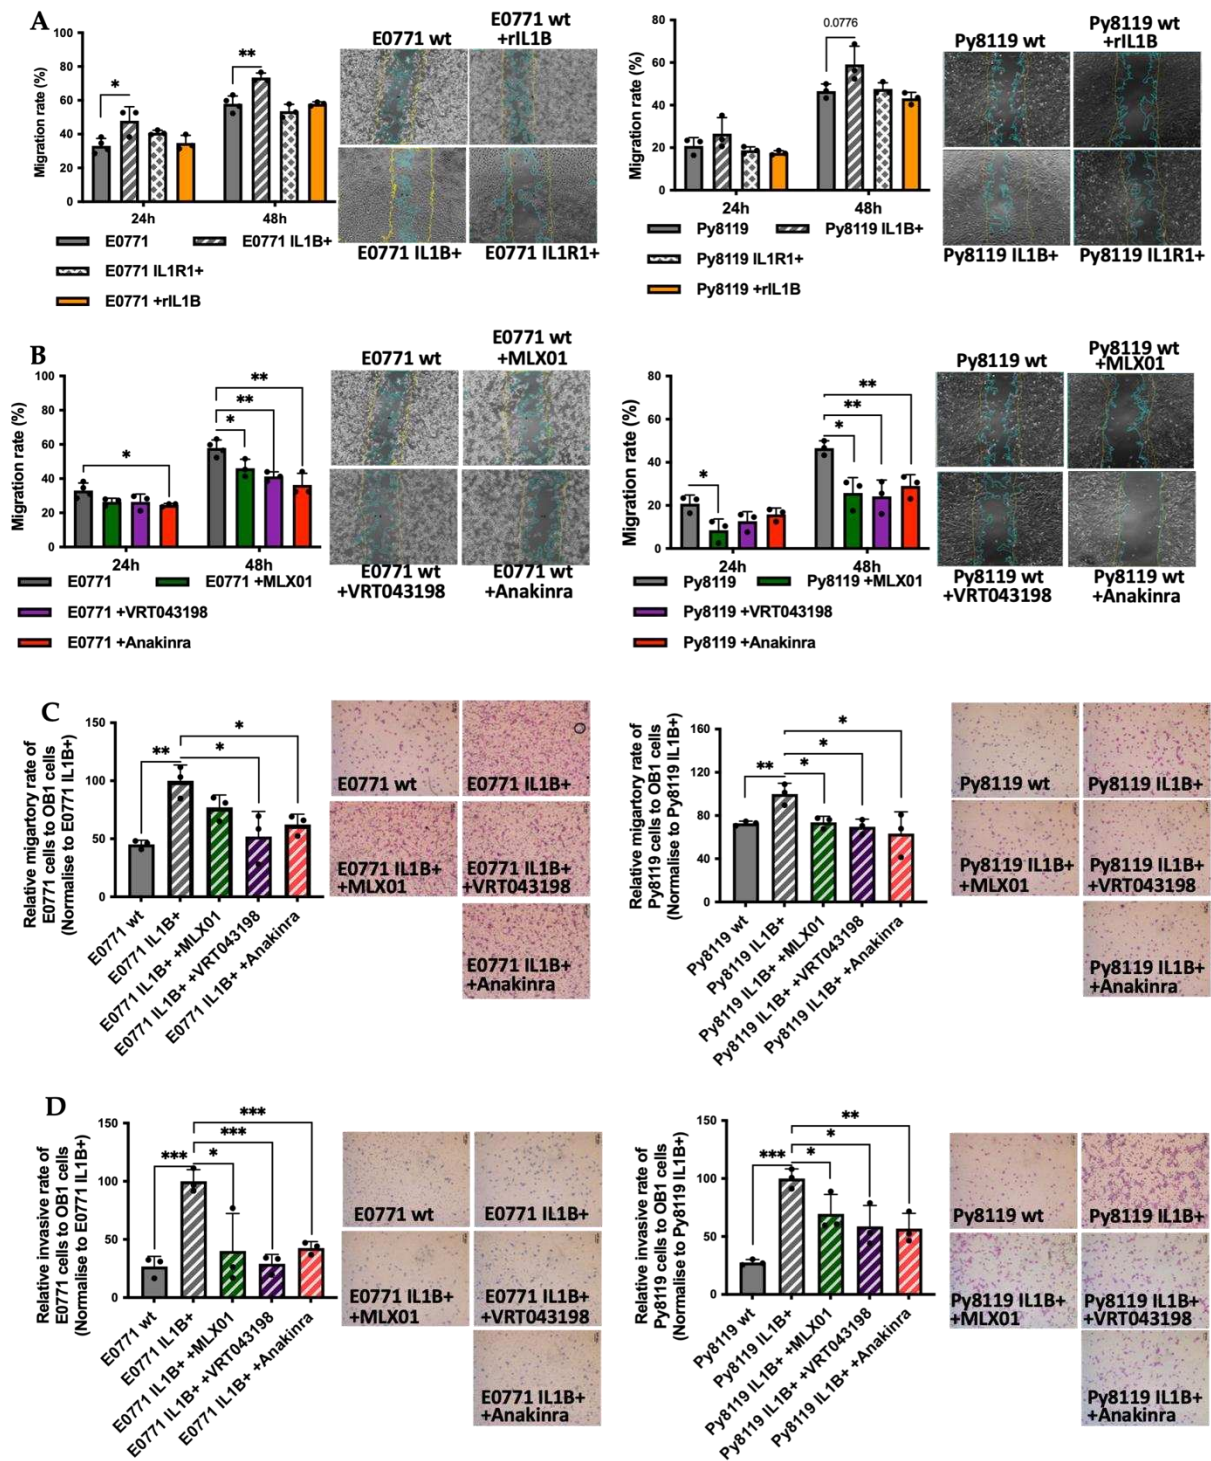 A
Migration rate (%)
100
80
60
40
20
0
*
**
24h
48h
E0771
E0771 IL1B+
E0771 IL1R1+
E0771 +rIL1B
E0771 wt
E0771 wt
+rIL1B
E0771 IL1B+
E0771 IL1R1+
Migration rate (%)
80
60
40
20
0
0.0776
24h
48h
Py8119
Py8119 IL1B+
Py8119 IL1R1+
Py8119 +rIL1B
Py8119 wt
Py8119 wt
+rIL1B
Py8119 IL1B+
Py8119 IL1R1+
B
Migration rate (%)
100
80
60
40
20
0
*
**
**
*
24h
48h
E0771
E0771 +MLX01
E0771 +VRT043198
E0771 +Anakinra
E0771 wt
E0771 wt
+MLX01
E0771 wt
+VRT043198
E0771 wt
+Anakinra
Migration rate (%)
80
60
40
20
0
*
**
**
*
24h
48h
Py8119
Py8119 +MLX01
Py8119 +VRT043198
Py8119 +Anakinra
Py8119 wt
Py8119 wt
+MLX01
Py8119 wt
+VRT043198
Py8119 wt
+Anakinra
C
Relative migartory rate of
E0771 cells to OB1 cells
(Normalise to E0771 IL1B+)
150
100
50
0
**
*
*
E0771 wt
E0771 IL1B+
E0771 IL1B+ +MLX01
E0771 IL1B+ +VRT043198
E0771 IL1B+ +Anakinra
E0771 wt
E0771 IL1B+
E0771 IL1B+
+MLX01
E0771 IL1B+
+VRT043198
E0771 IL1B+
+Anakinra
Relative migartory rate of
Py8119 cells to OB1 cells
(Normalise to Py8119 IL1B+)
160
120
80
40
0
**
*
*
*
Py8119 wt
Py8119 IL1B+
Py8119 IL1B+ +MLX01
Py8119 IL1B+ +VRT043198
Py8119 IL1B+ +Anakinra
Py8119 wt
Py8119 IL1B+
Py8119 IL1B+
+MLX01
Py8119 IL1B+
+VRT043198
Py8119 IL1B+
+Anakinra
D
Relative invasive rate of
E0771 cells to OB1 cells
(Normalise to E0771 IL1B+)
150
100
50
0
***
***
***
*
E0771 wt
E0771 IL1B+
E0771 IL1B+ +MLX01
E0771 IL1B+ +VRT043198
E0771 IL1B+ +Anakinra
E0771 wt
E0771 IL1B+
E0771 IL1B+
+MLX01
E0771 IL1B+
+VRT043198
E0771 IL1B+
+Anakinra
Relative invasive rate of
Py8119 cells to OB1 cells
(Normalise to Py8119 IL1B+)
150
100
50
0
**
*
***
*
Py8119 wt
Py8119 IL1B+
Py8119 IL1B+ +MLX01
Py8119 IL1B+ +VRT043198
Py8119 IL1B+ +Anakinra
Py8119 wt
Py8119 IL1B+
Py8119 IL1B+
+MLX01
Py8119 IL1B+
+VRT043198
Py8119 IL1B+
+Anakinra